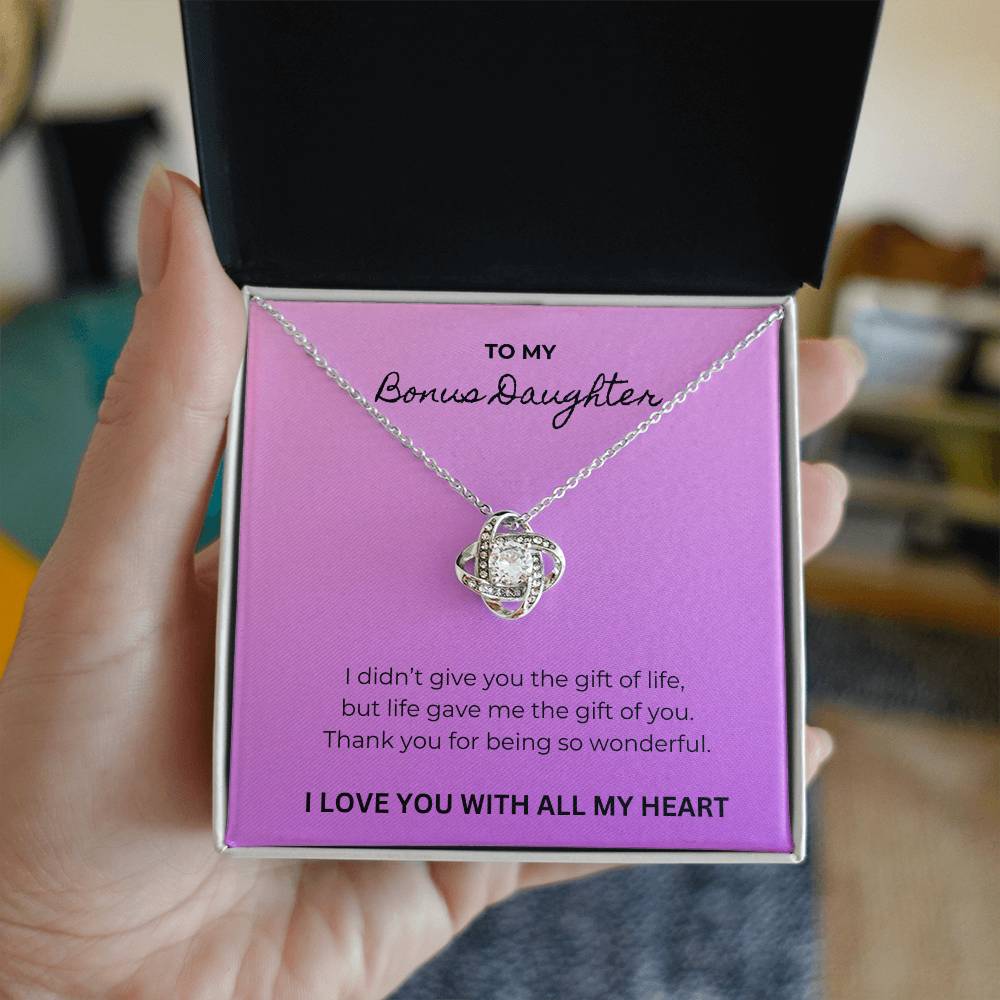 TO MY
Bonus Daughter
I didn’t give you the gift of life,
but life gave me the gift of you.
Thank you for being so wonderful.
I LOVE YOU WITH ALL MY HEART